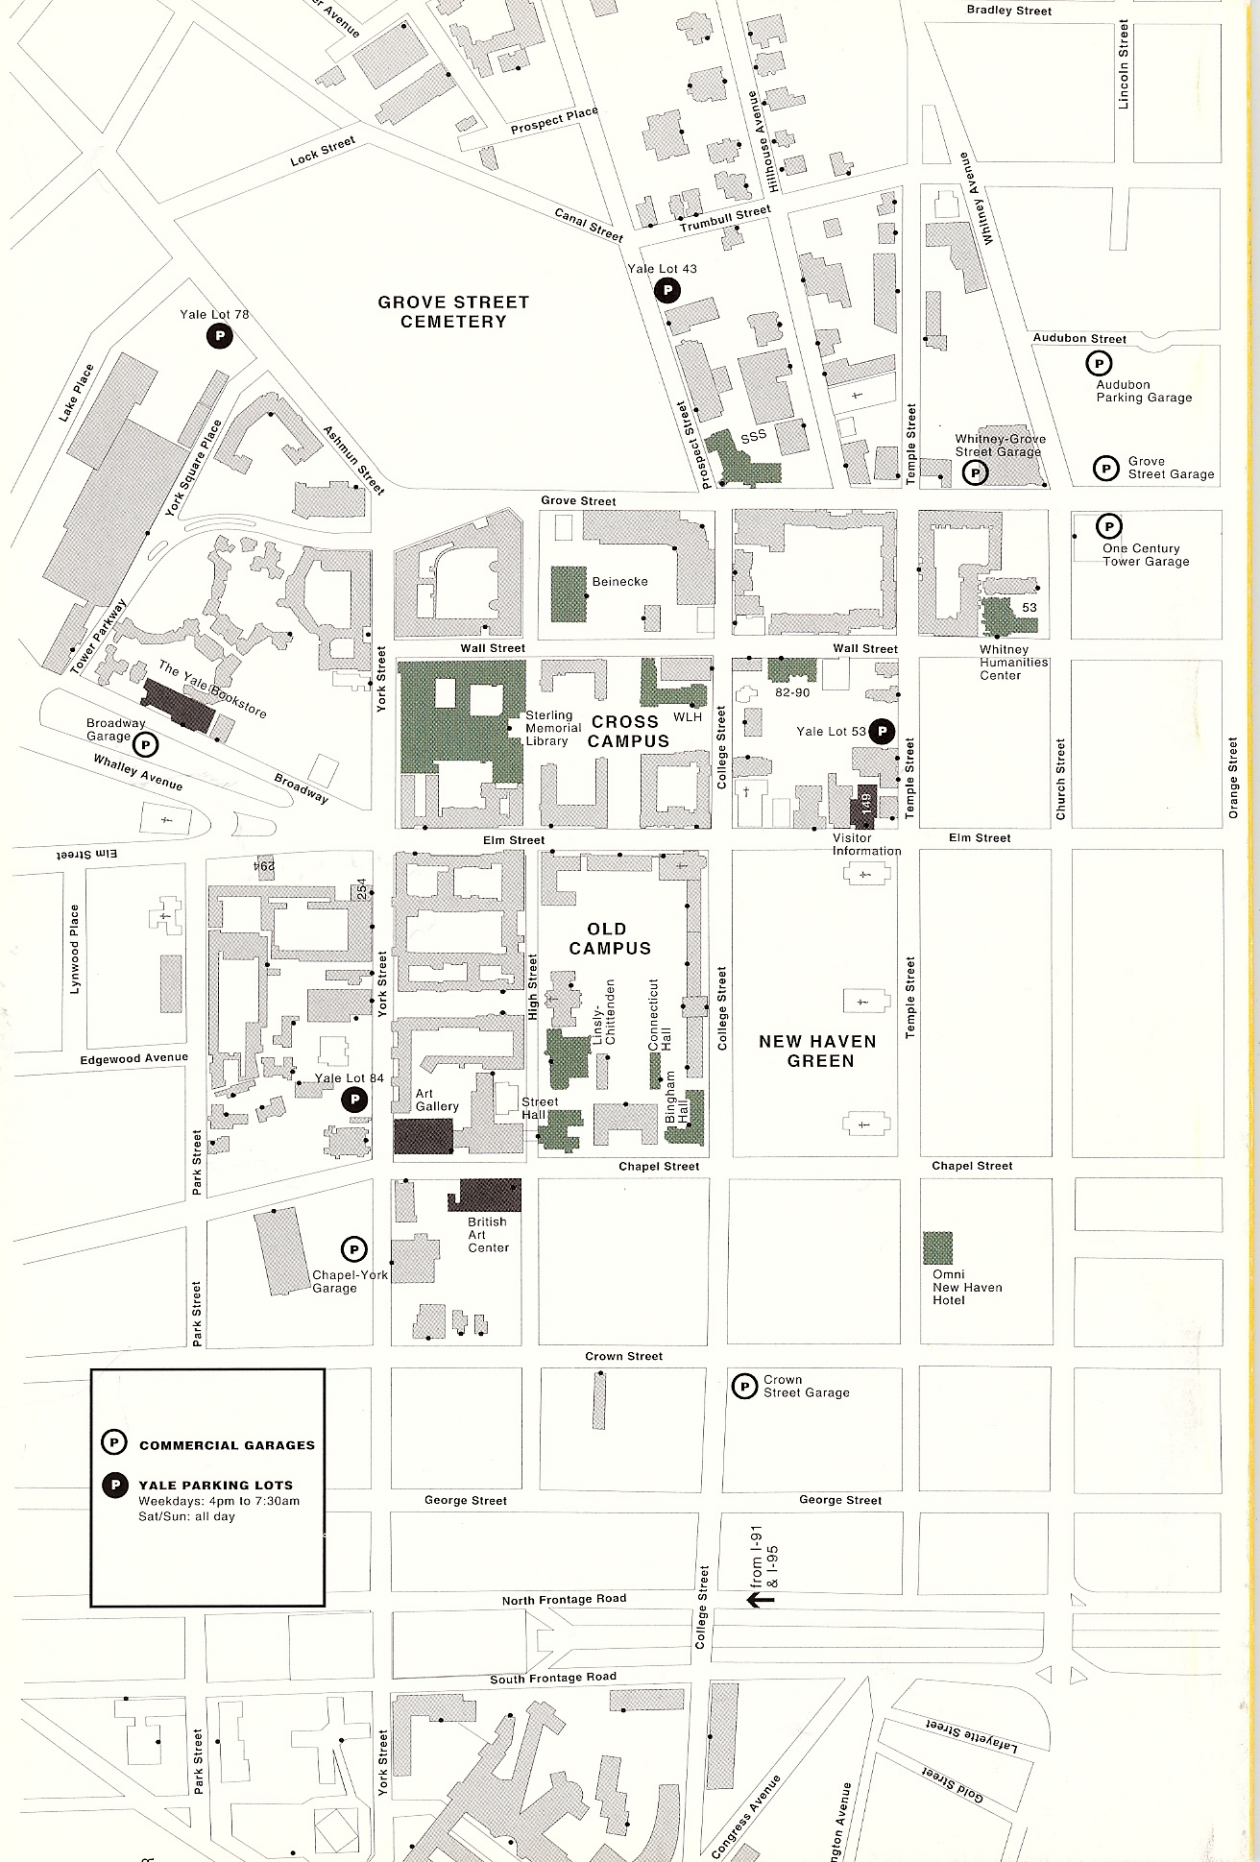 Bradley Street
Lincoln Street
Prospect Place
Lock Street
Hillhouse Avenue
Whitney Avenue
Canal Street
Trumbull Street
Yale Lot 43
P
GROVE STREET
CEMETERY
Yale Lot 78
P
Audubon Street
P
Audubon
Parking Garage
Lake Place
York Square Place
Ashmun Street
Prospect Street
SSS
Temple Street
Whitney-Grove
Street Garage
P
P
Grove
Street Garage
Grove Street
P
One Century
Tower Garage
Beinecke
53
Whitney
Humanities
Center
Tower Parkway
Wall Street
Wall Street
The Yale Bookstore
York Street
82-90
Sterling
Memorial
Library
CROSS
CAMPUS
WLH
College Street
Yale Lot 53
P
Temple Street
Church Street
Orange Street
Broadway
Garage
P
Whalley Avenue
Broadway
149
Visitor
Information
Elm Street
Elm Street
Elm Street
294
254
OLD
CAMPUS
Lynwood Place
York Street
High Street
Linsly-
Chittenden
Connecticut
Hall
College Street
Temple Street
NEW HAVEN
GREEN
Edgewood Avenue
Yale Lot 84
P
Art
Gallery
Street
Hall
Bingham
Hall
Park Street
Chapel Street
Chapel Street
British
Art
Center
P
Chapel-York
Garage
Omni
New Haven
Hotel
Park Street
Crown Street
P
Crown
Street Garage
P
COMMERCIAL GARAGES
P
YALE PARKING LOTS
Weekdays: 4pm to 7:30am
Sat/Sun: all day
George Street
George Street
from I-91
& I-95
North Frontage Road
College Street
South Frontage Road
Park Street
York Street
Lafayette Street
Gold Street
Congress Avenue
ngton Avenue